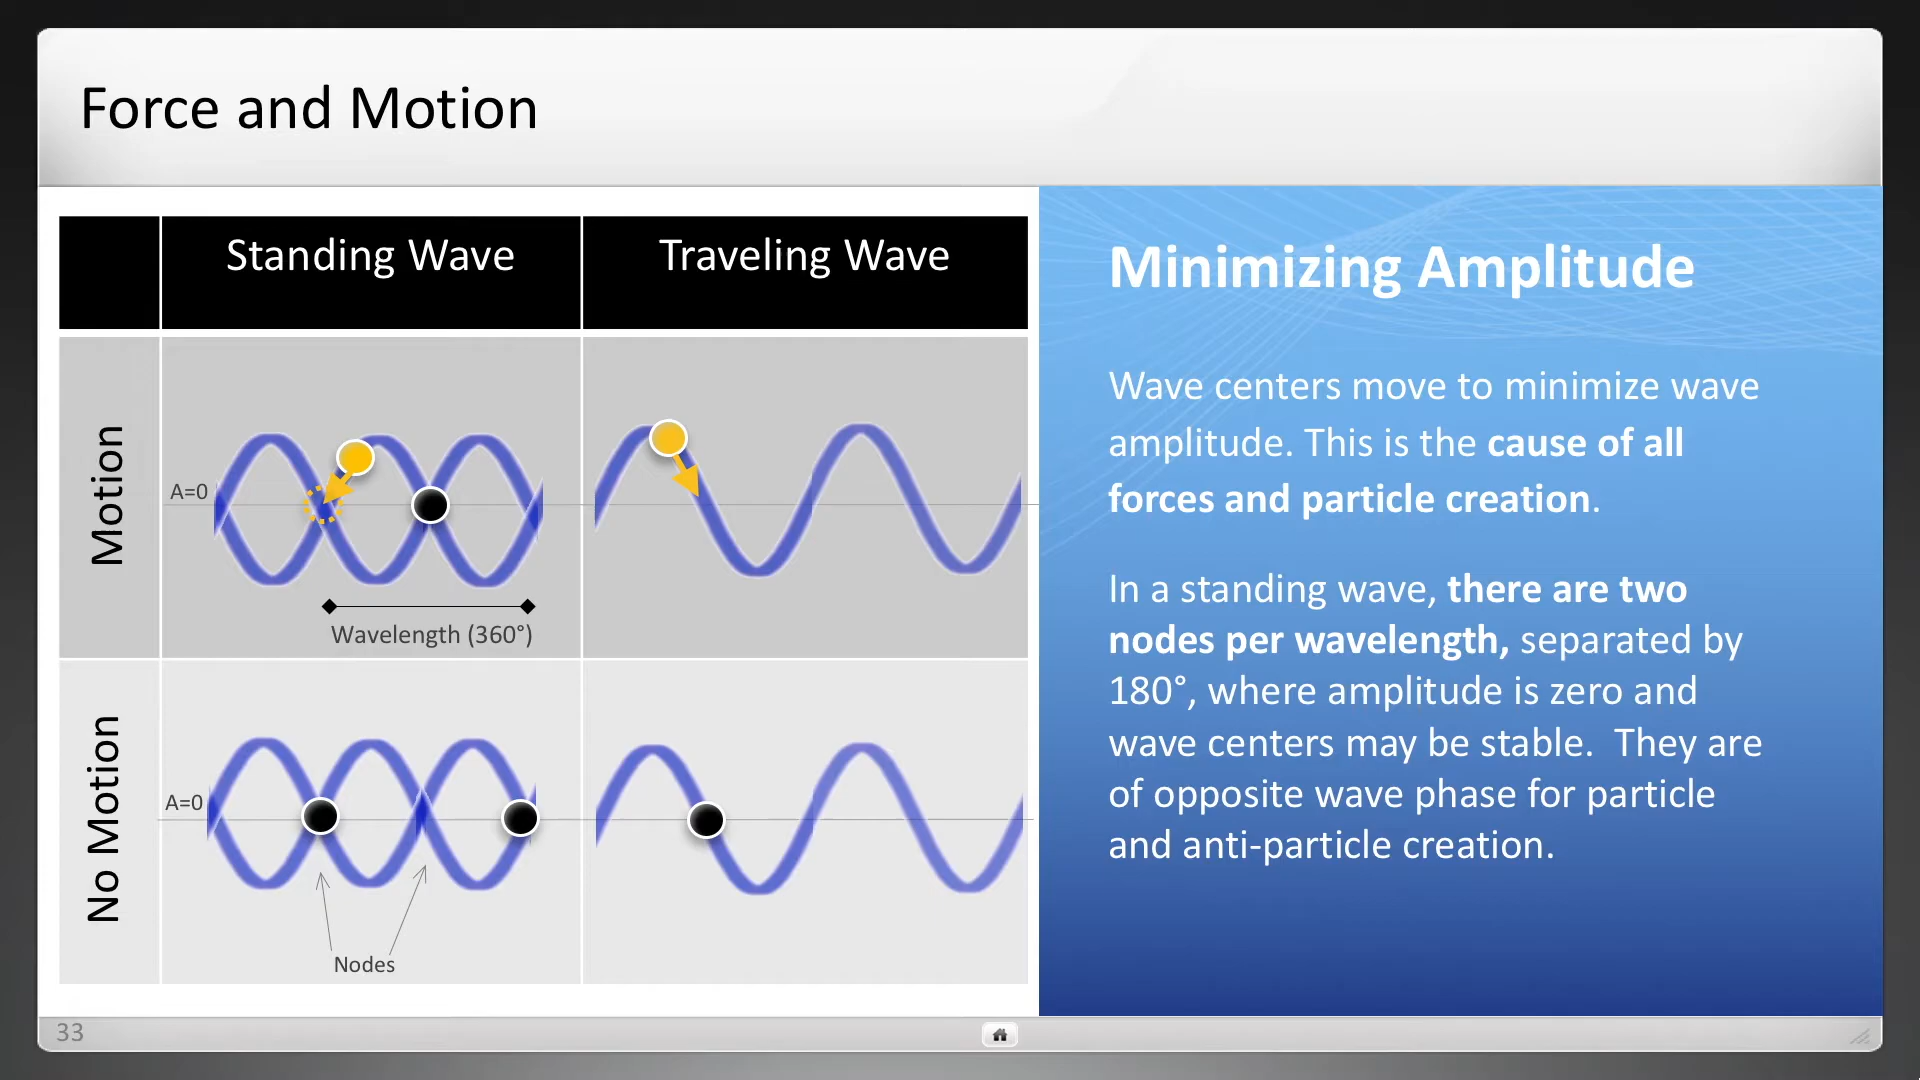 Force and Motion
Standing Wave
Traveling Wave
Motion
A=0
Wavelength (360°)
No Motion
A=0
Nodes
Minimizing Amplitude
Wave centers move to minimize wave
amplitude. This is the cause of all
forces and particle creation.
In a standing wave, there are two
nodes per wavelength, separated by
180°, where amplitude is zero and
wave centers may be stable.  They are
of opposite wave phase for particle
and anti-particle creation.
33